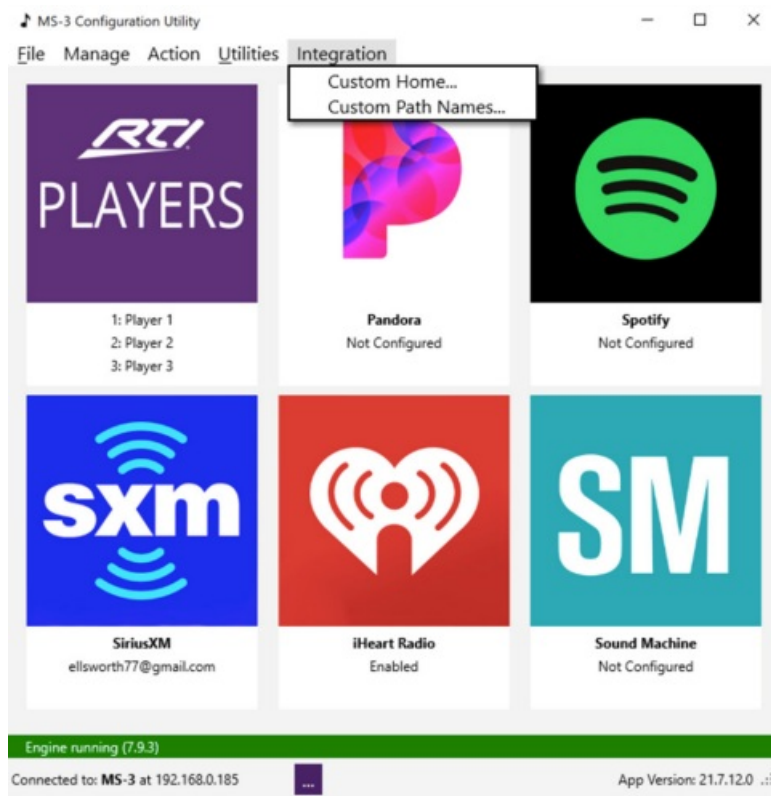 MS-3 Configuration Utility
File Manage Action Utilities Integration
Custom Home...
Custom Path Names...
RTI
PLAYERS
1: Player 1
2: Player 2
3: Player 3
Pandora
Not Configured
Spotify
Not Configured
sxm
SiriusXM
ellsworth77@gmail.com
iHeart Radio
Enabled
SM
Sound Machine
Not Configured
Engine running (7.9.3)
Connected to: MS-3 at 192.168.0.185
...
App Version: 21.7.12.0